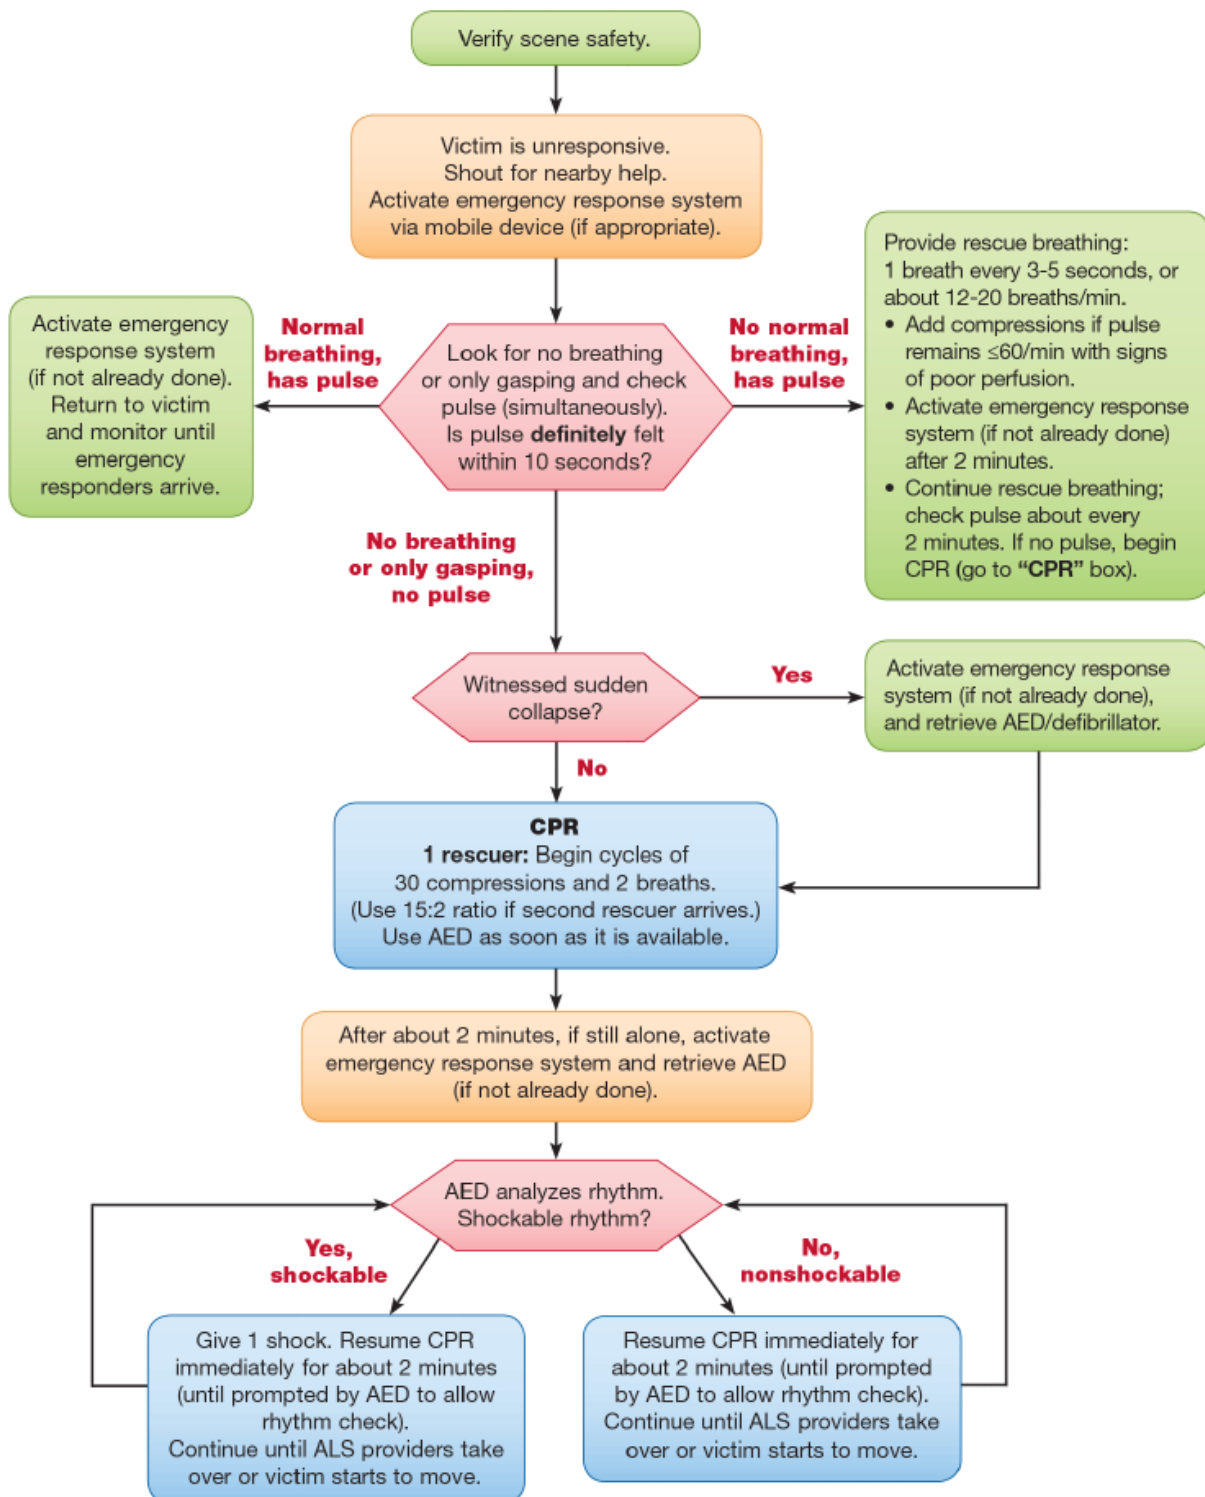 Verify scene safety.
Victim is unresponsive.
Shout for nearby help.
Activate emergency response system
via mobile device (if appropriate).
Activate emergency
response system
(if not already done).
Return to victim
and monitor until
emergency
responders arrive.
Normal
breathing,
has pulse
Look for no breathing
or only gasping and check
pulse (simultaneously).
Is pulse definitely felt
within 10 seconds?
No normal
breathing,
has pulse
Provide rescue breathing:
1 breath every 3-5 seconds, or
about 12-20 breaths/min.
• Add compressions if pulse
remains ≤60/min with signs
of poor perfusion.
• Activate emergency response
system (if not already done)
after 2 minutes.
• Continue rescue breathing;
check pulse about every
2 minutes. If no pulse, begin
CPR (go to “CPR” box).
No breathing
or only gasping,
no pulse
Witnessed sudden
collapse?
Yes
Activate emergency response
system (if not already done),
and retrieve AED/defibrillator.
No
CPR
1 rescuer: Begin cycles of
30 compressions and 2 breaths.
(Use 15:2 ratio if second rescuer arrives.)
Use AED as soon as it is available.
After about 2 minutes, if still alone, activate
emergency response system and retrieve AED
(if not already done).
AED analyzes rhythm.
Shockable rhythm?
Yes,
shockable
No,
nonshockable
Give 1 shock. Resume CPR
immediately for about 2 minutes
(until prompted by AED to allow
rhythm check).
Continue until ALS providers take
over or victim starts to move.
Resume CPR immediately for
about 2 minutes (until prompted
by AED to allow rhythm check).
Continue until ALS providers take
over or victim starts to move.